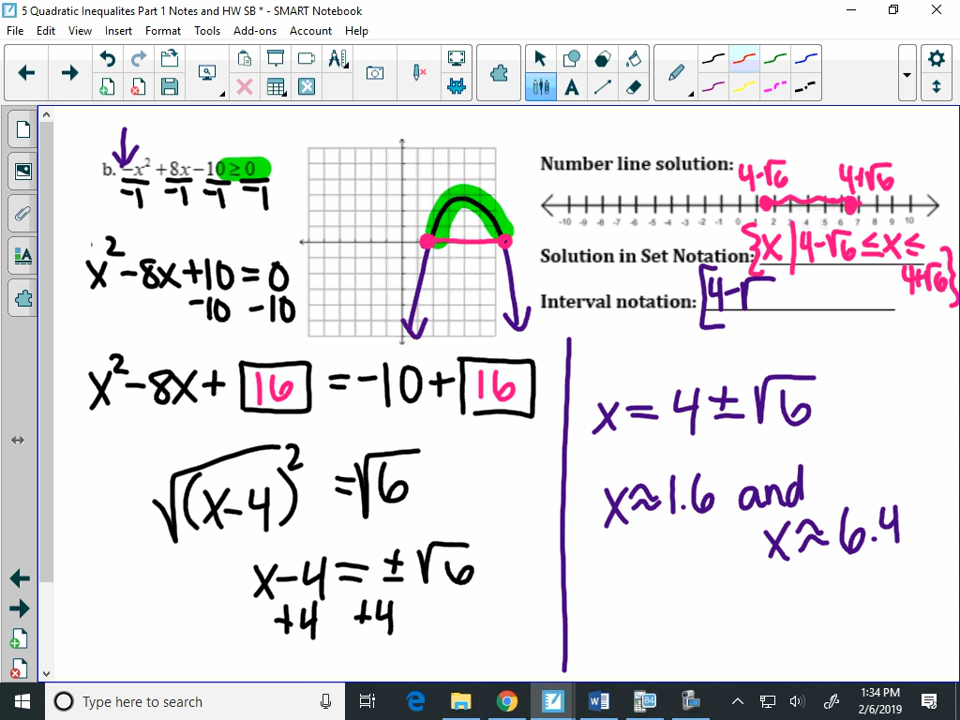 5 Quadratic Inequalites Part 1 Notes and HW SB * - SMART Notebook
File Edit View Insert Format Tools Add-ons Account Help
b. -x² + 8x - 10 ≥ 0
-1 -1 -1 -1
x² - 8x + 10 = 0
-10 -10
x² - 8x + 16 = -10 + 16
√(x-4)² = √6
x - 4 = ± √6
+4 +4
Number line solution:
4-√6 4+√6
-10 -9 -8 -7 -6 -5 -4 -3 -2 -1 0 1 2 3 4 5 6 7 8 9 10
Solution in Set Notation: {x | 4-√6 ≤ x ≤
4+√6}
Interval notation: [4-√
x = 4 ± √6
x ≈ 1.6 and
x ≈ 6.4
Type here to search
1:34 PM
2/6/2019